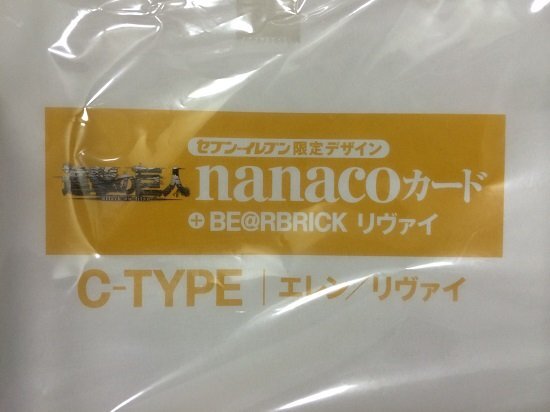 セブン-イレブン限定デザイン
進撃の巨人 nanacoカード
+ BE@RBRICK リヴァイ
C-TYPE | エレン/リヴァイ